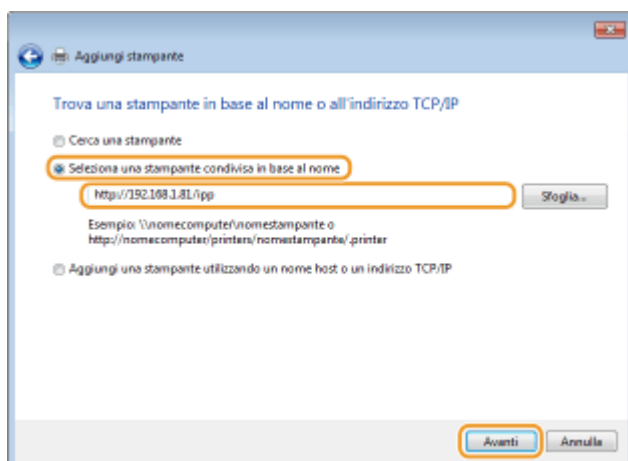 Aggiungi stampante
Trova una stampante in base al nome o all'indirizzo TCP/IP
Cerca una stampante
Seleziona una stampante condivisa in base al nome
http://192.168.1.81/ipp
Sfoglia...
Esempio: \\nomecomputer\nomestampante o
http://nomecomputer/printers/nomestampante/.printer
Aggiungi una stampante utilizzando un nome host o un indirizzo TCP/IP
Avanti
Annulla